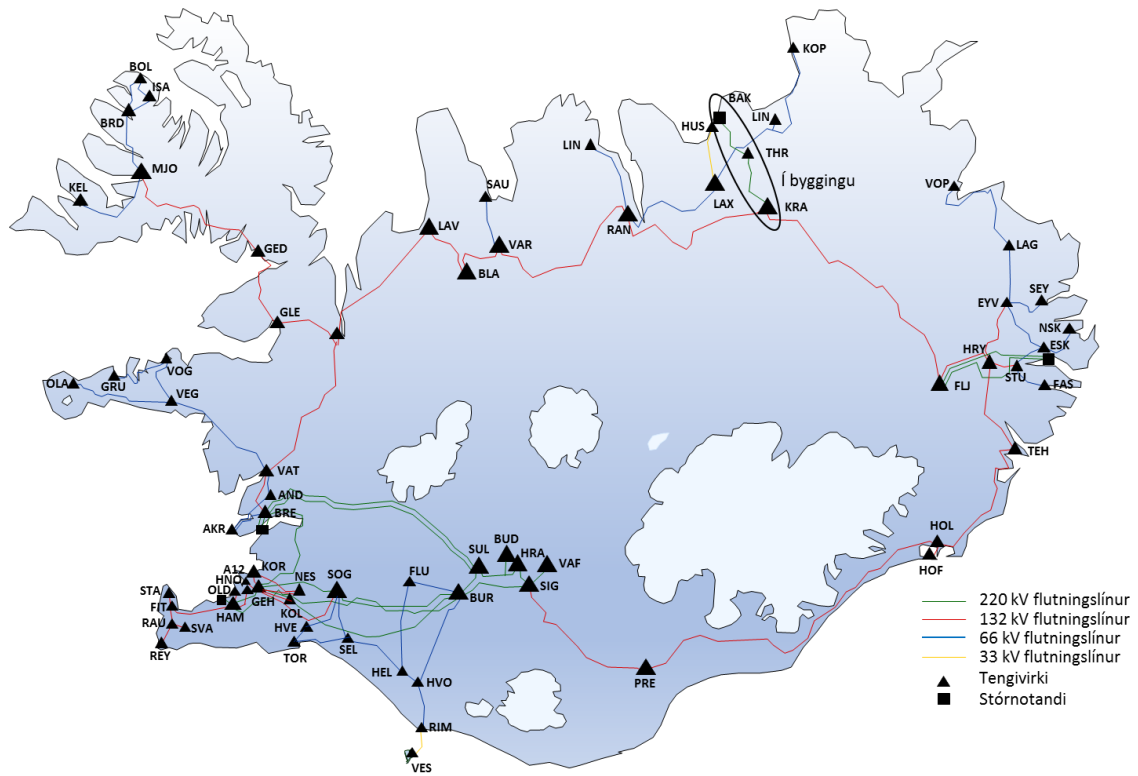 KOP
BOL
ISA
BRD
BAK
LIN
HUS
LIN
THR
MJO
KEL
SAU
Í byggingu
VOP
LAX
KRA
LAV
RAN
GED
VAR
LAG
BLA
SEY
EYV
GLE
NSK
ESK
HRY
VOG
OLA
GRU
STU
FAS
FLJ
VEG
TEH
VAT
AND
BRE
AKR
HOL
BUD
SUL
HRA
VAF
HOF
A12
KOR
FLU
HNO
SOG
STA
OLD
NES
SIG
GEH
BUR
FIT
HAM
KOL
RAU
SVA
HVE
REY
TOR
SEL
HEL
HVO
PRE
RIM
VES
220 kV flutningslínur
132 kV flutningslínur
66 kV flutningslínur
33 kV flutningslínur
Tengivirki
Stórnotandi